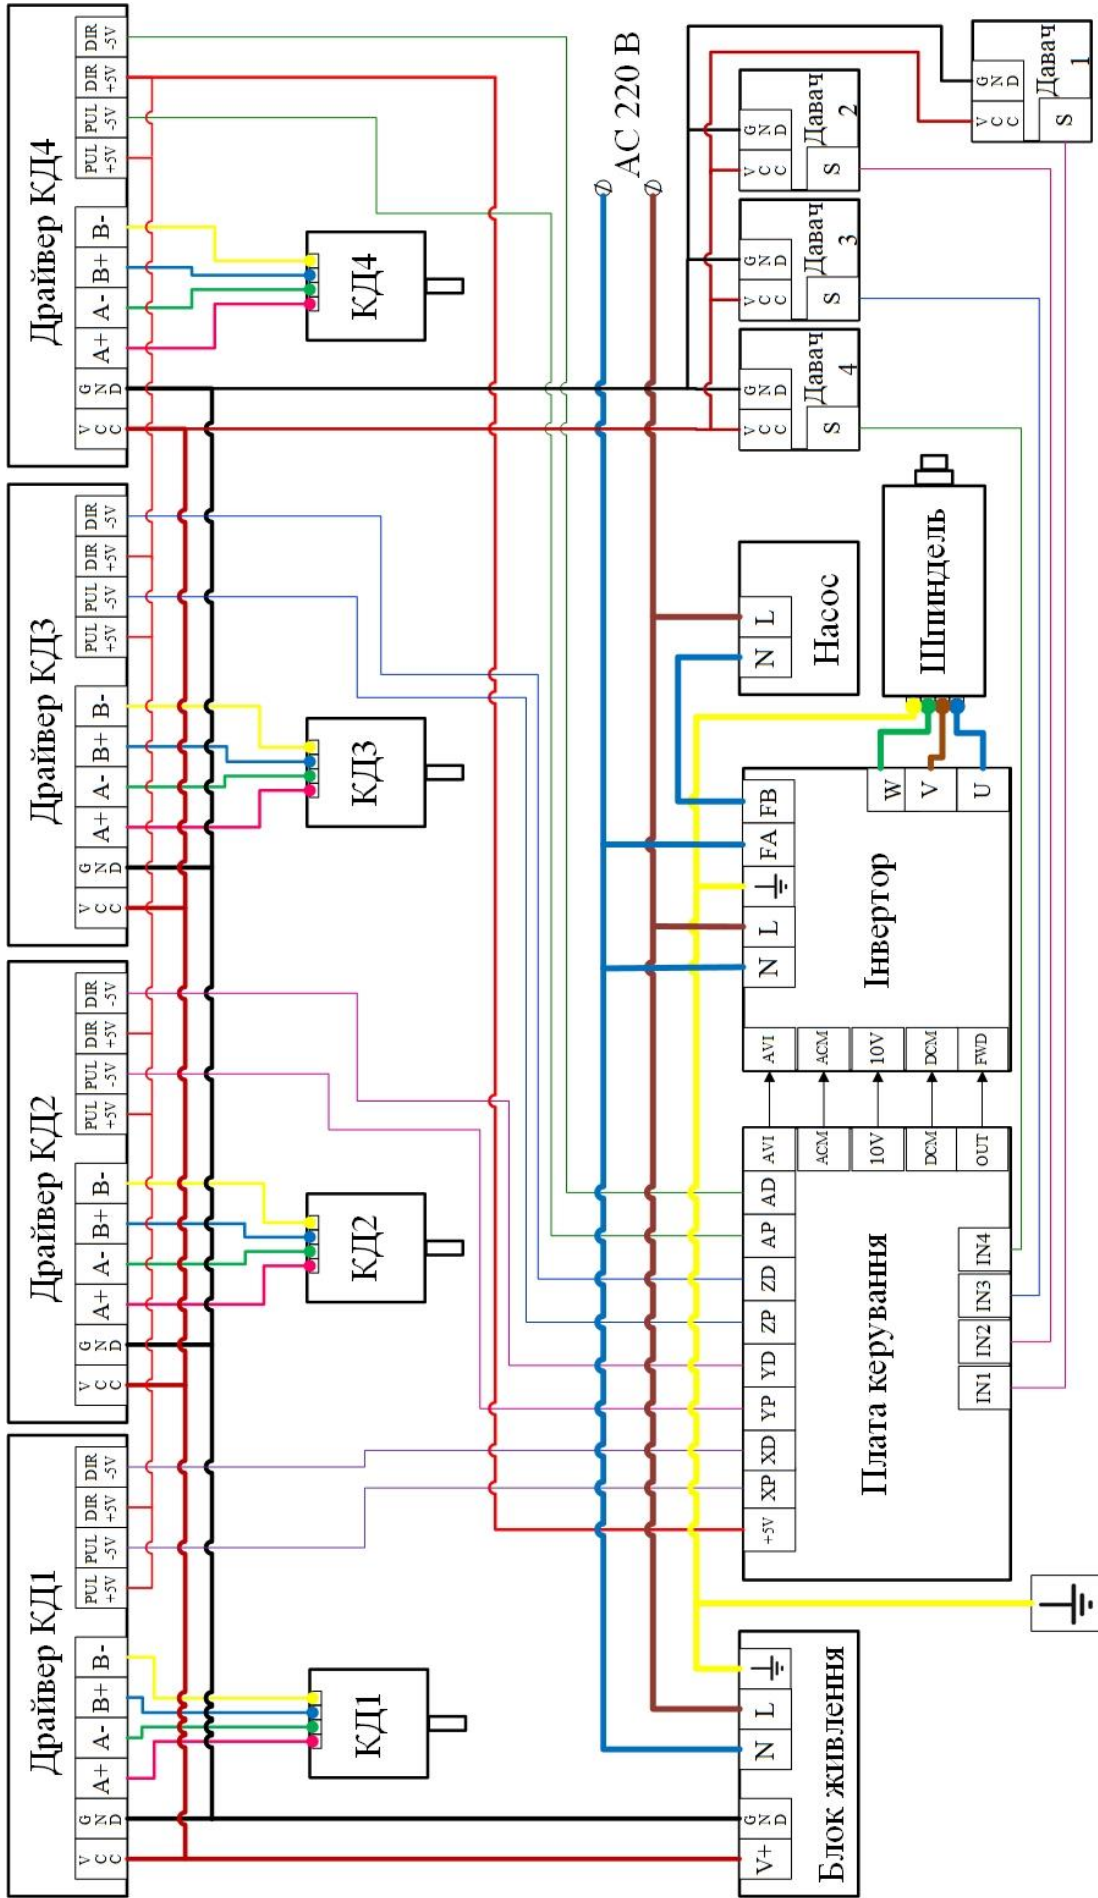 Драйвер КД1
VCC
GND
A+
A-
B+
B-
PUL +5V
PUL -5V
DIR +5V
DIR -5V
Драйвер КД2
VCC
GND
A+
A-
B+
B-
PUL +5V
PUL -5V
DIR +5V
DIR -5V
Драйвер КД3
VCC
GND
A+
A-
B+
B-
PUL +5V
PUL -5V
DIR +5V
DIR -5V
Драйвер КД4
VCC
GND
A+
A-
B+
B-
PUL +5V
PUL -5V
DIR +5V
DIR -5V
КД1
КД2
КД3
КД4
AC 220 В
V+
GND
N
L
Блок живлення
+5V
XP
XD
YP
YD
ZP
ZD
AP
AD
AVI
ACM
10V
DCM
OUT
Плата керування
IN1
IN2
IN3
IN4
AVI
ACM
10V
DCM
FWD
N
L
FA
FB
Інвертор
W
V
U
N
L
Насос
Шпиндель
VCC
GND
S
Давач
4
VCC
GND
S
Давач
3
VCC
GND
S
Давач
2
VCC
GND
S
Давач
1